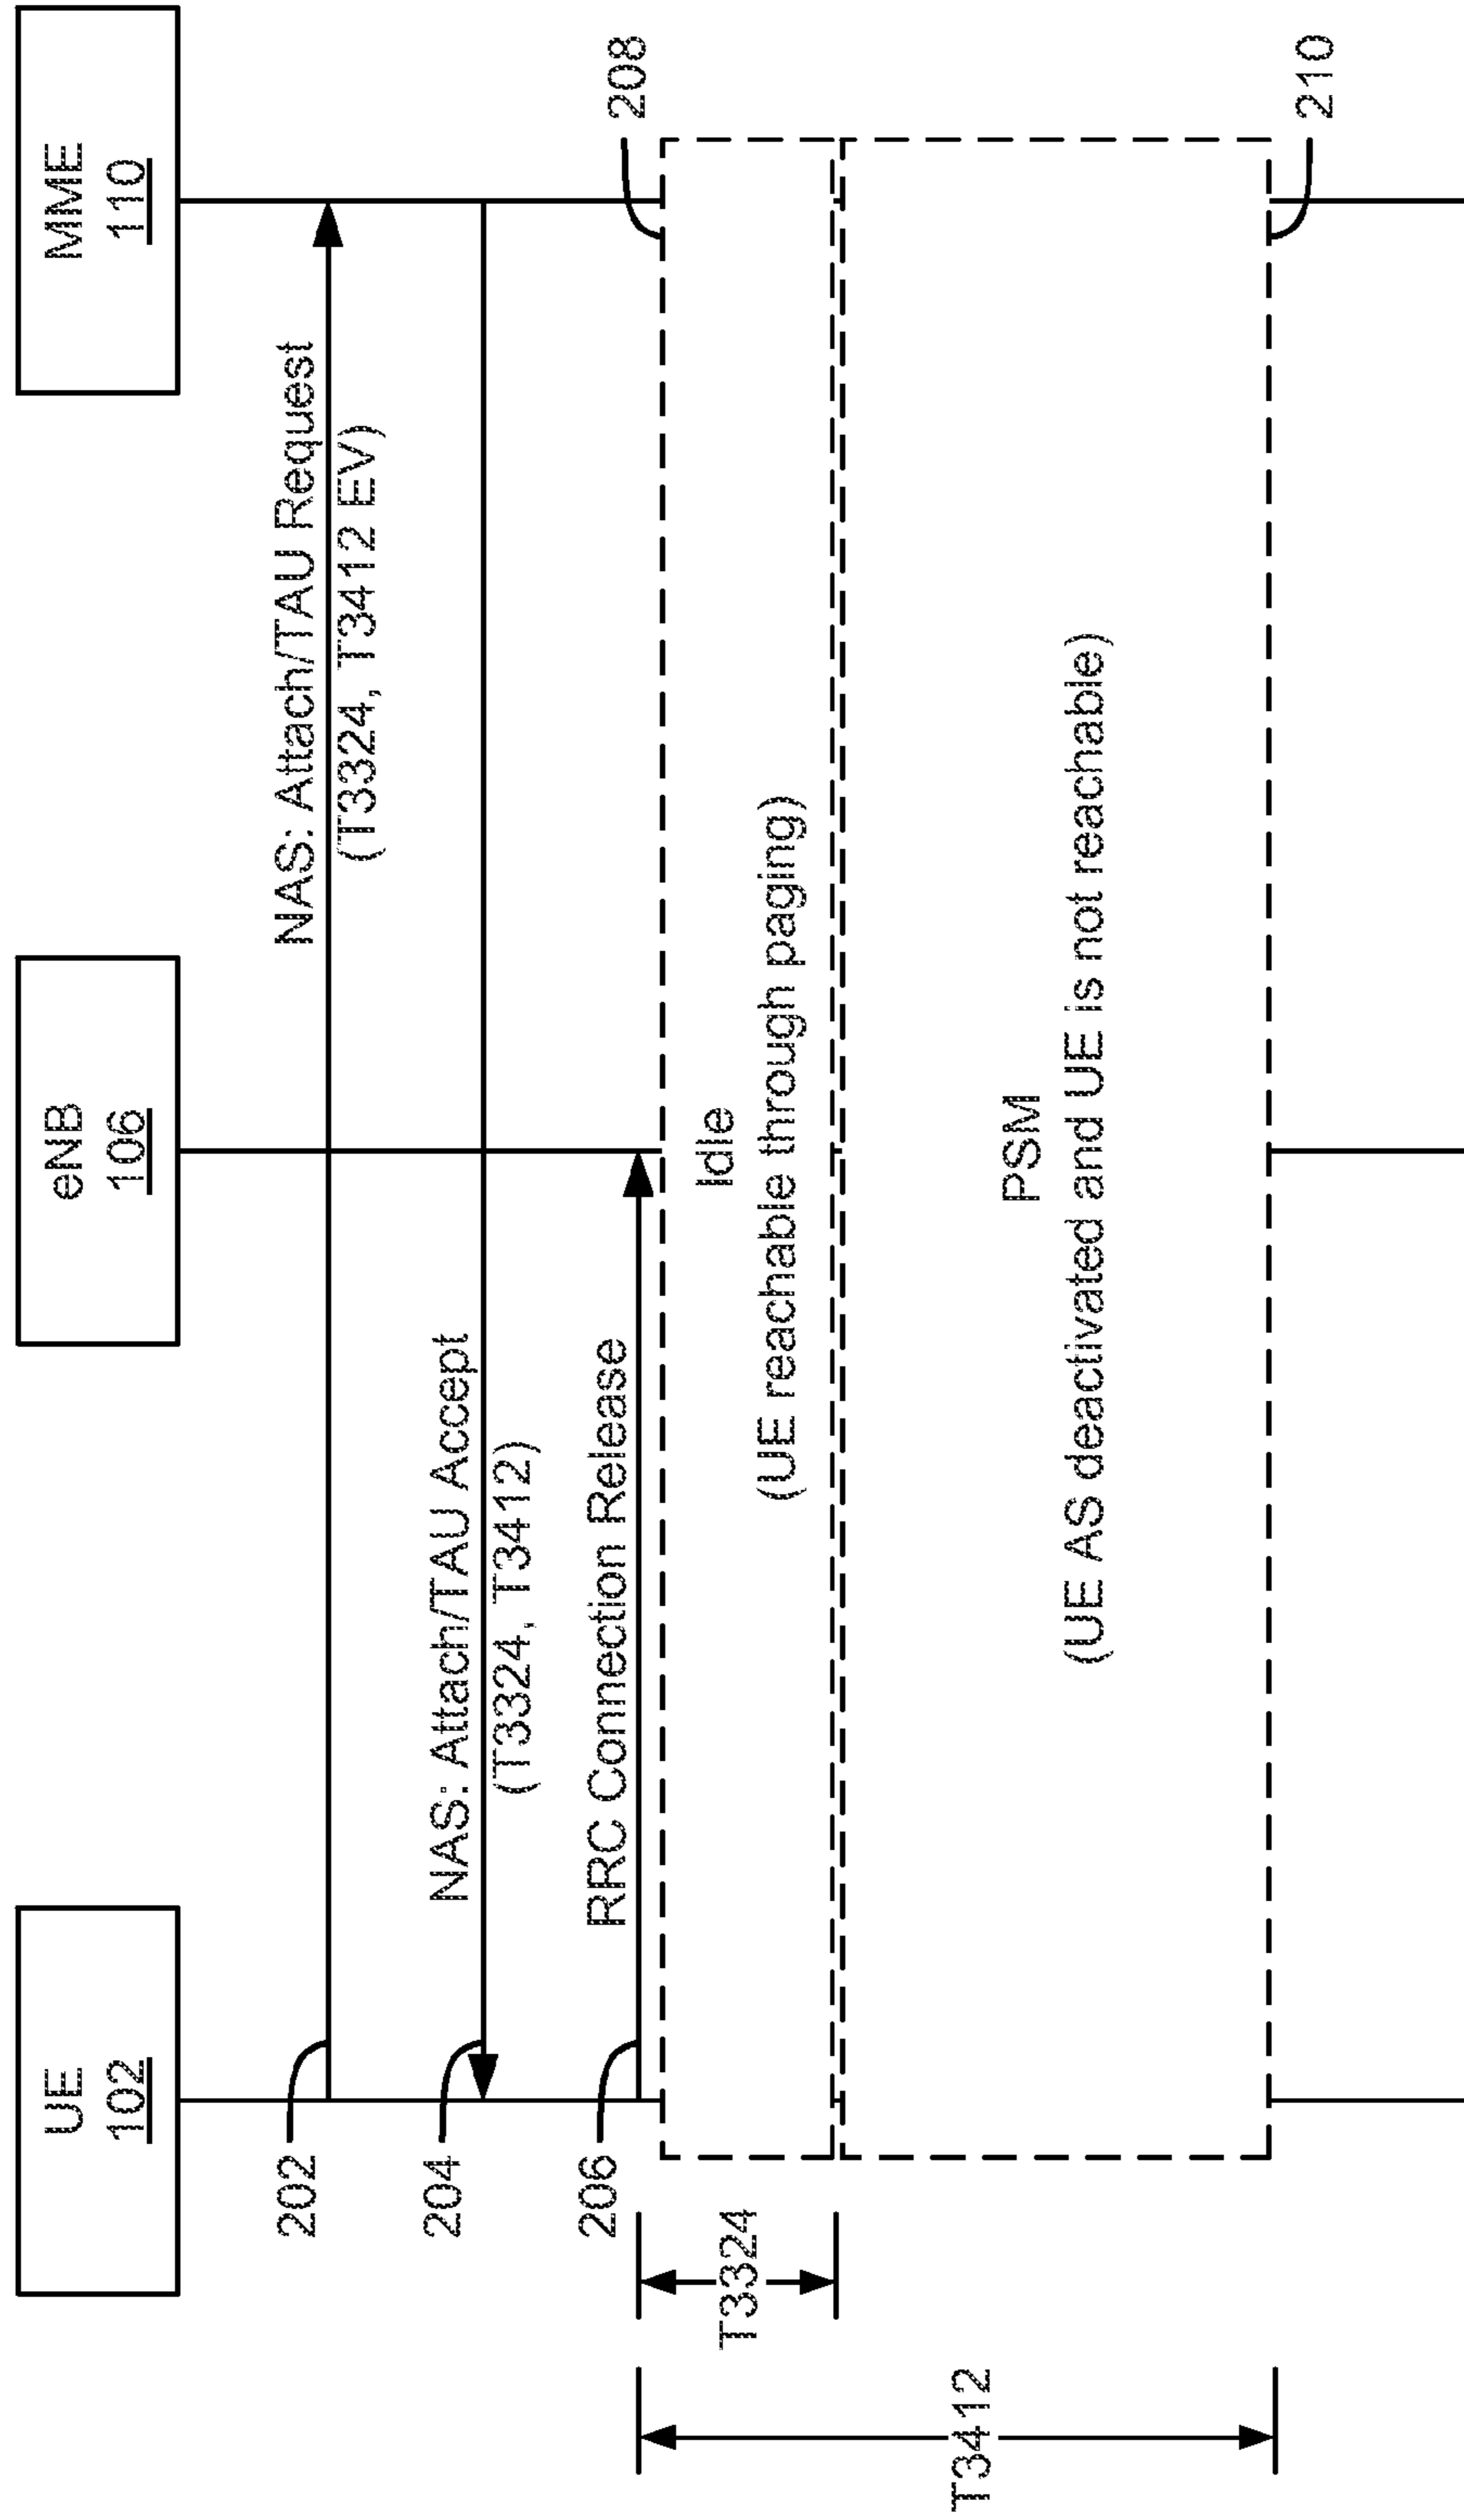 UE
102
eNB
106
MME
110
202
NAS: Attach/TAU Request
(T3324, T3412 EV)
204
NAS: Attach/TAU Accept
(T3324, T3412)
206
RRC Connection Release
208
Idle
(UE reachable through paging)
T3324
PSM
(UE AS deactivated and UE is not reachable)
T3412
210